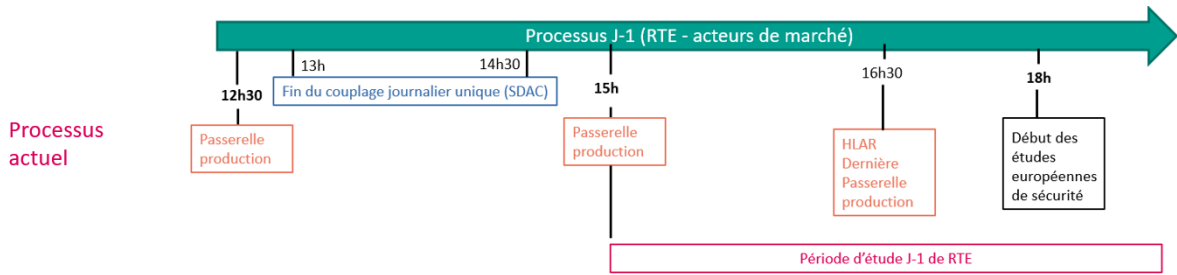 Processus J-1 (RTE - acteurs de marché)
13h
14h30
12h30
15h
16h30
18h
Fin du couplage journalier unique (SDAC)
Processus
actuel
Passerelle
production
Passerelle
production
HLAR
Dernière
Passerelle
production
Début des
études
européennes
de sécurité
Période d'étude J-1 de RTE